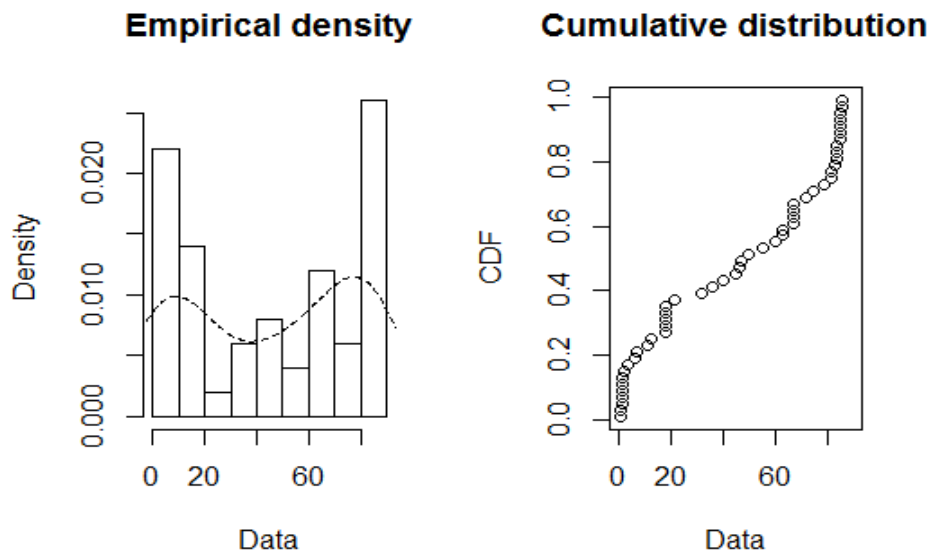 Empirical density
Density
0.000
0.010
0.020
0
20
60
Data
Cumulative distribution
CDF
0.0
0.2
0.4
0.6
0.8
1.0
0
20
60
Data